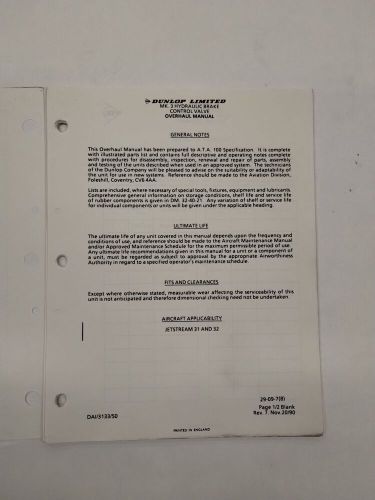 DUNLOP LIMITED
MK. 3 HYDRAULIC BRAKE
CONTROL VALVE
OVERHAUL MANUAL
GENERAL NOTES
This Overhaul Manual has been prepared to A.T.A. 100 Specification. It is complete
with illustrated parts list and contains full descriptive and operating notes complete
with procedures for disassembly, inspection, renewal and repair of parts, assembly
and testing of the units described when used in an approved system. The technicians
of the Dunlop Company will be pleased to advise on the suitability or adaptability of
the unit for use in new systems. Reference should be made to the Aviation Division,
Foleshill, Coventry, CV6 4AA.
Lists are included, where necessary of special tools, fixtures, equipment and lubricants.
Comprehensive general information on storage conditions, shelf life and service life
of rubber components is given in DM. 32-40-21. Any variation of shelf or service life
for individual components or units will be given under the applicable heading.
ULTIMATE LIFE
The ultimate life of any unit covered in this manual depends upon the frequency and
conditions of use, and reference should be made to the Aircraft Maintenance Manual
and/or Approved Maintenance Schedule for the maximum permissible period of use.
Any ultimate life recommendations given in this manual for a unit or a component of
a unit, must be regarded as subject to approval by the appropriate Airworthiness
Authority in regard to a specified operator's maintenance schedule.
FITS AND CLEARANCES
Except where otherwise stated, measurable wear affecting the serviceability of this
unit is not anticipated and therefore dimensional checking need not be undertaken.
AIRCRAFT APPLICABILITY
JETSTREAM 31 AND 32
29-09-7(8)
Page 1/2 Blank
DAI/3133/50
Rev. 7. Nov.20/90
PRINTED IN ENGLAND